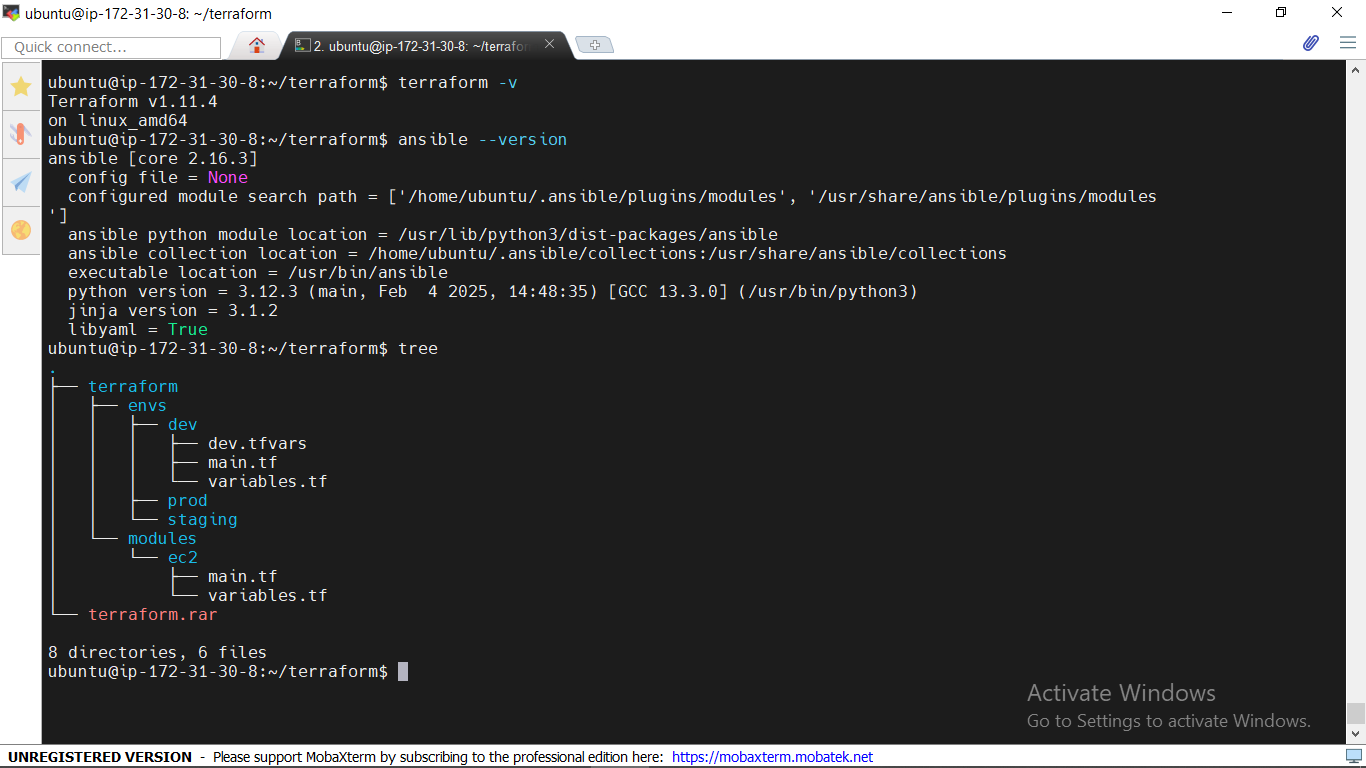 ubuntu@ip-172-31-30-8: ~/terraform
Quick connect...
2. ubuntu@ip-172-31-30-8: ~/terrafo
ubuntu@ip-172-31-30-8:~/terraform$ terraform -v
Terraform v1.11.4
on linux_amd64
ubuntu@ip-172-31-30-8:~/terraform$ ansible --version
ansible [core 2.16.3]
  config file = None
  configured module search path = ['/home/ubuntu/.ansible/plugins/modules', '/usr/share/ansible/plugins/modules
']
  ansible python module location = /usr/lib/python3/dist-packages/ansible
  ansible collection location = /home/ubuntu/.ansible/collections:/usr/share/ansible/collections
  executable location = /usr/bin/ansible
  python version = 3.12.3 (main, Feb  4 2025, 14:48:35) [GCC 13.3.0] (/usr/bin/python3)
  jinja version = 3.1.2
  libyaml = True
ubuntu@ip-172-31-30-8:~/terraform$ tree
.
├── terraform
│   ├── envs
│   │   ├── dev
│   │   │   ├── dev.tfvars
│   │   │   ├── main.tf
│   │   │   └── variables.tf
│   │   ├── prod
│   │   └── staging
│   └── modules
│       └── ec2
│           ├── main.tf
│           └── variables.tf
└── terraform.rar
8 directories, 6 files
ubuntu@ip-172-31-30-8:~/terraform$
Activate Windows
Go to Settings to activate Windows.
UNREGISTERED VERSION - Please support MobaXterm by subscribing to the professional edition here: https://mobaxterm.mobatek.net